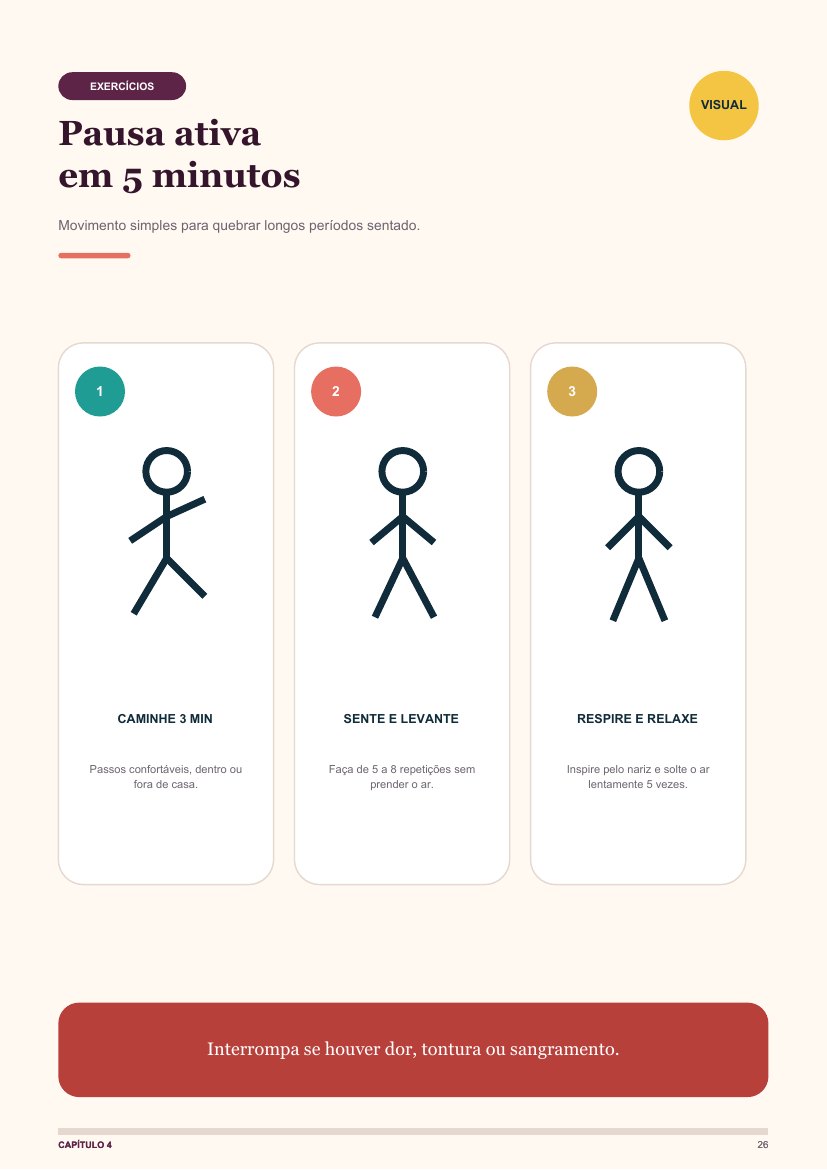 EXERCÍCIOS
VISUAL
Pausa ativa
em 5 minutos
Movimento simples para quebrar longos períodos sentado.
1
2
3
CAMINHE 3 MIN
SENTE E LEVANTE
RESPIRE E RELAXE
Passos confortáveis, dentro ou
fora de casa.
Faça de 5 a 8 repetições sem
prender o ar.
Inspire pelo nariz e solte o ar
lentamente 5 vezes.
Interrompa se houver dor, tontura ou sangramento.
CAPÍTULO 4
26